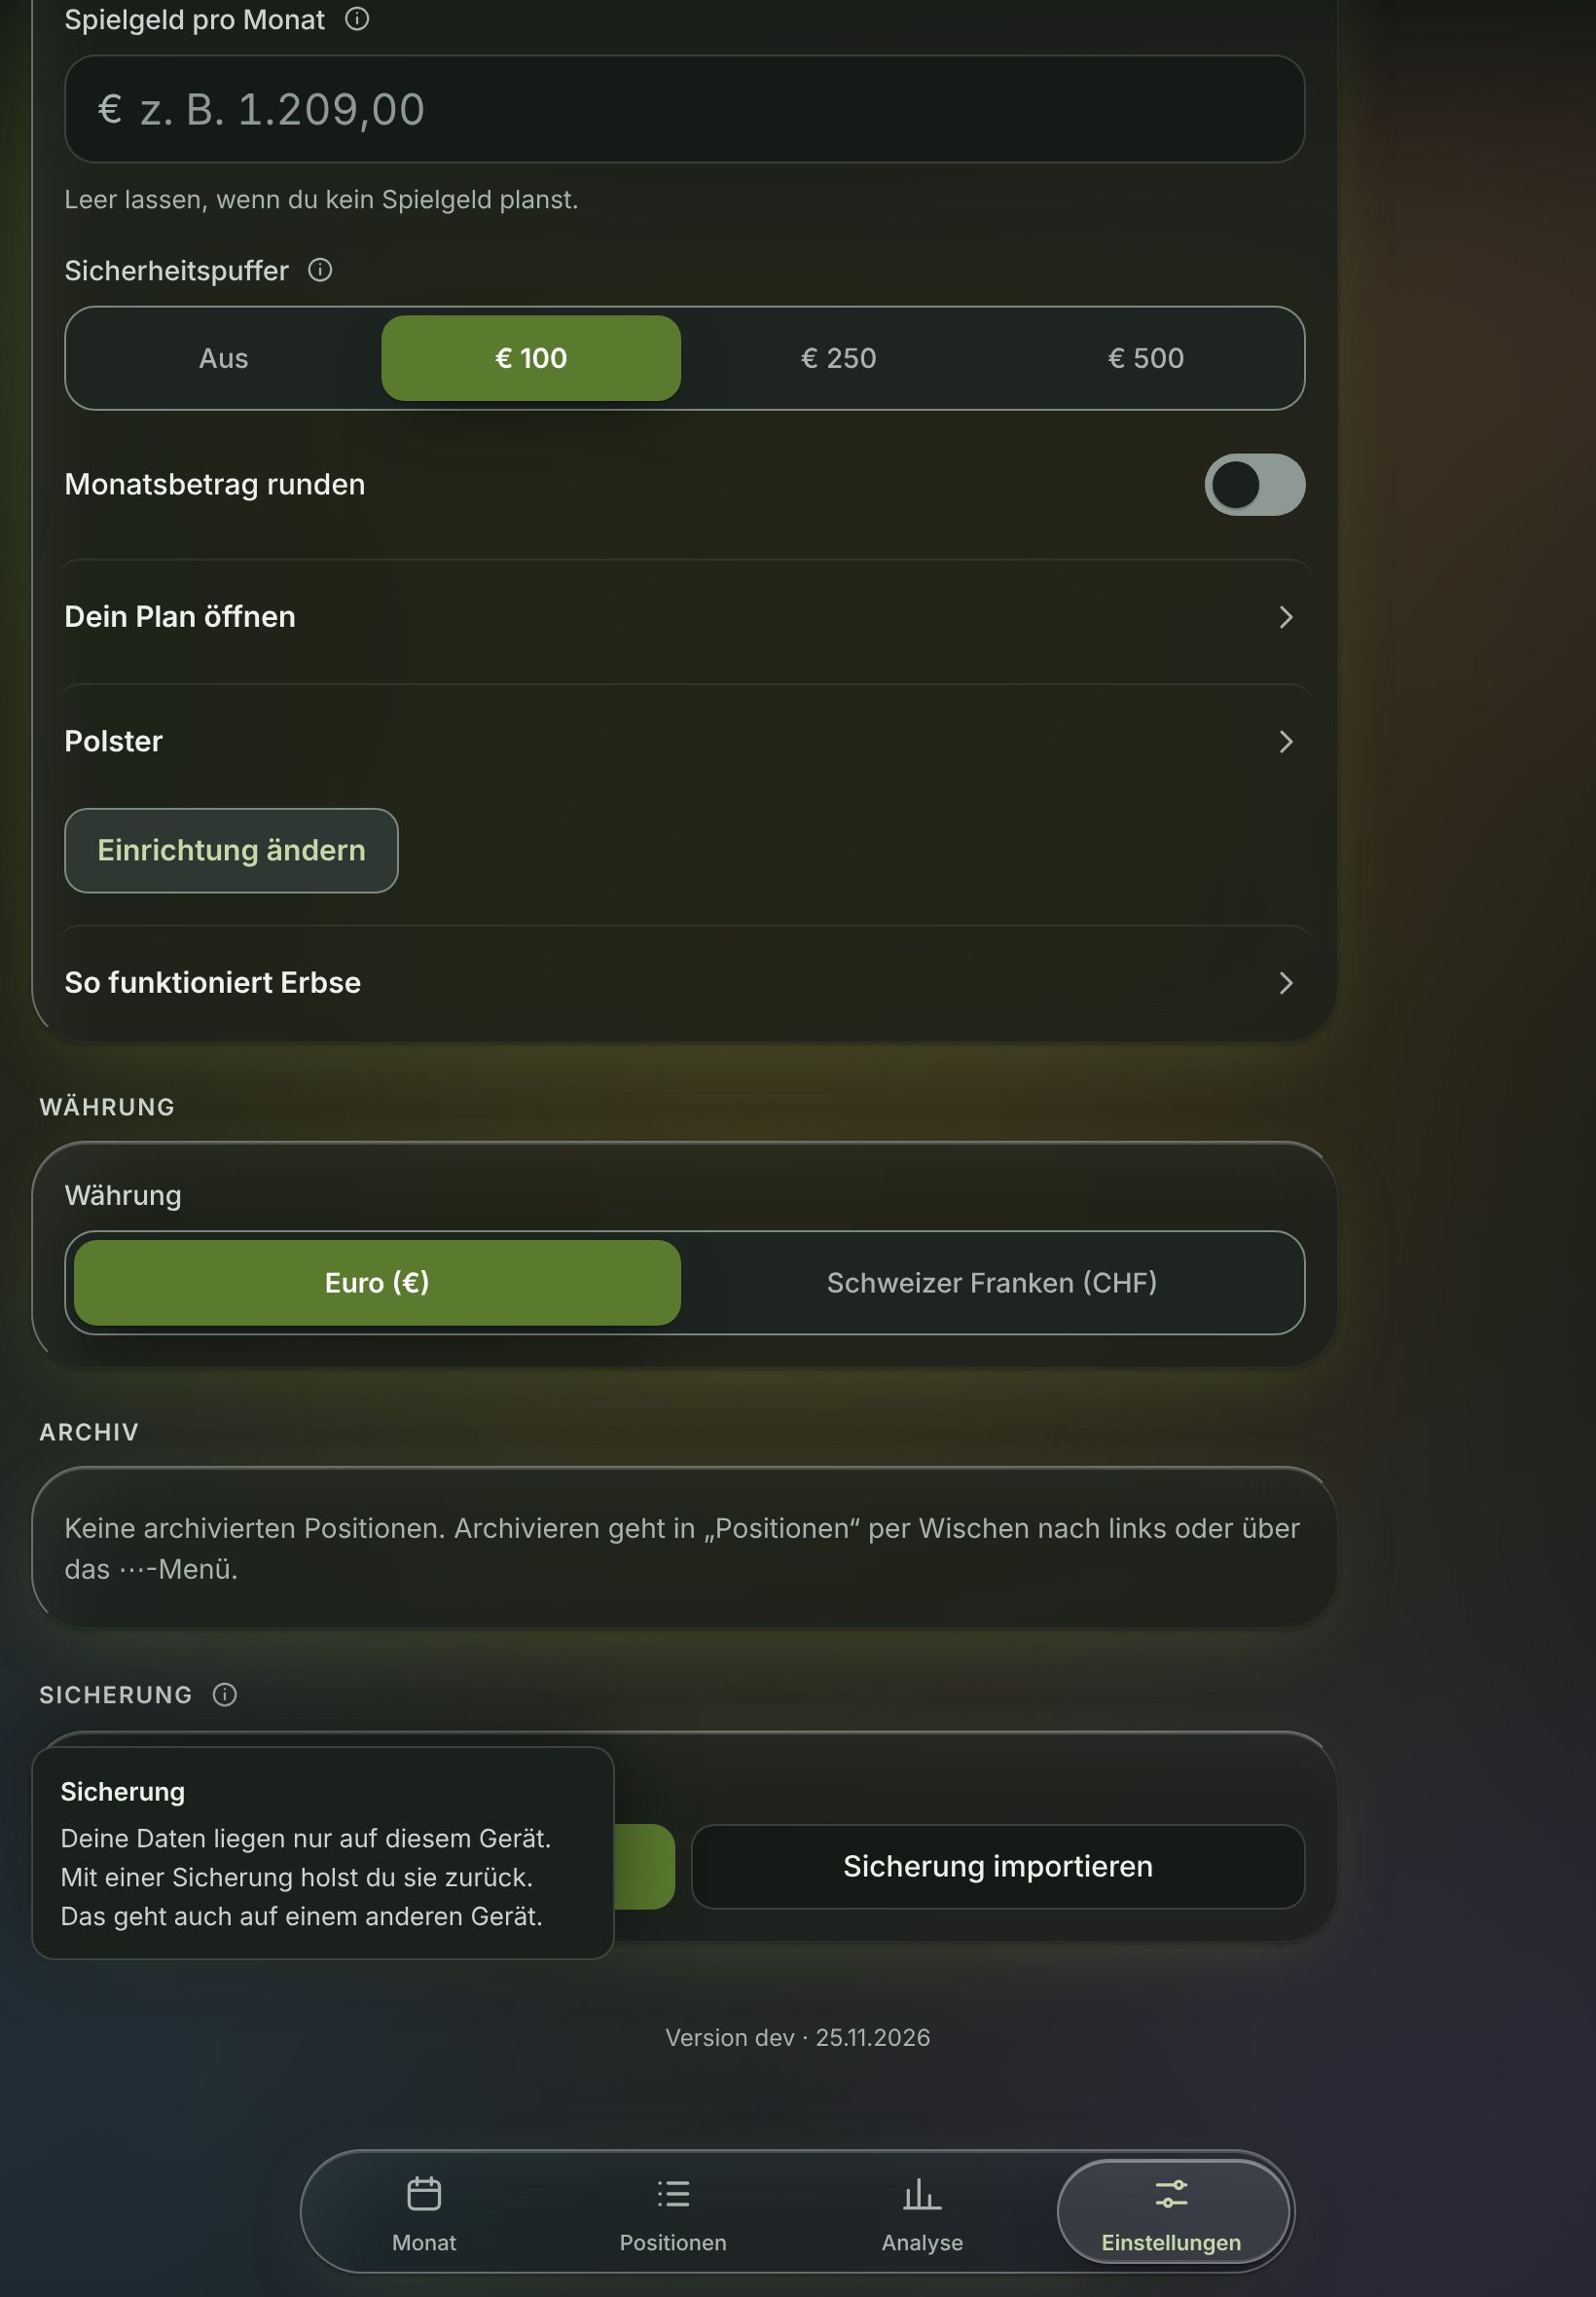 Spielgeld pro Monat
€ z. B. 1.209,00
Leer lassen, wenn du kein Spielgeld planst.
Sicherheitspuffer
Aus € 100 € 250 € 500
Monatsbetrag runden
Dein Plan öffnen
Polster
Einrichtung ändern
So funktioniert Erbse
WÄHRUNG
Währung
Euro (€) Schweizer Franken (CHF)
ARCHIV
Keine archivierten Positionen. Archivieren geht in „Positionen“ per Wischen nach links oder über
das ⋯-Menü.
SICHERUNG
Sicherung
Deine Daten liegen nur auf diesem Gerät.
Mit einer Sicherung holst du sie zurück.
Das geht auch auf einem anderen Gerät.
Sicherung importieren
Version dev · 25.11.2026
Monat Positionen Analyse Einstellungen